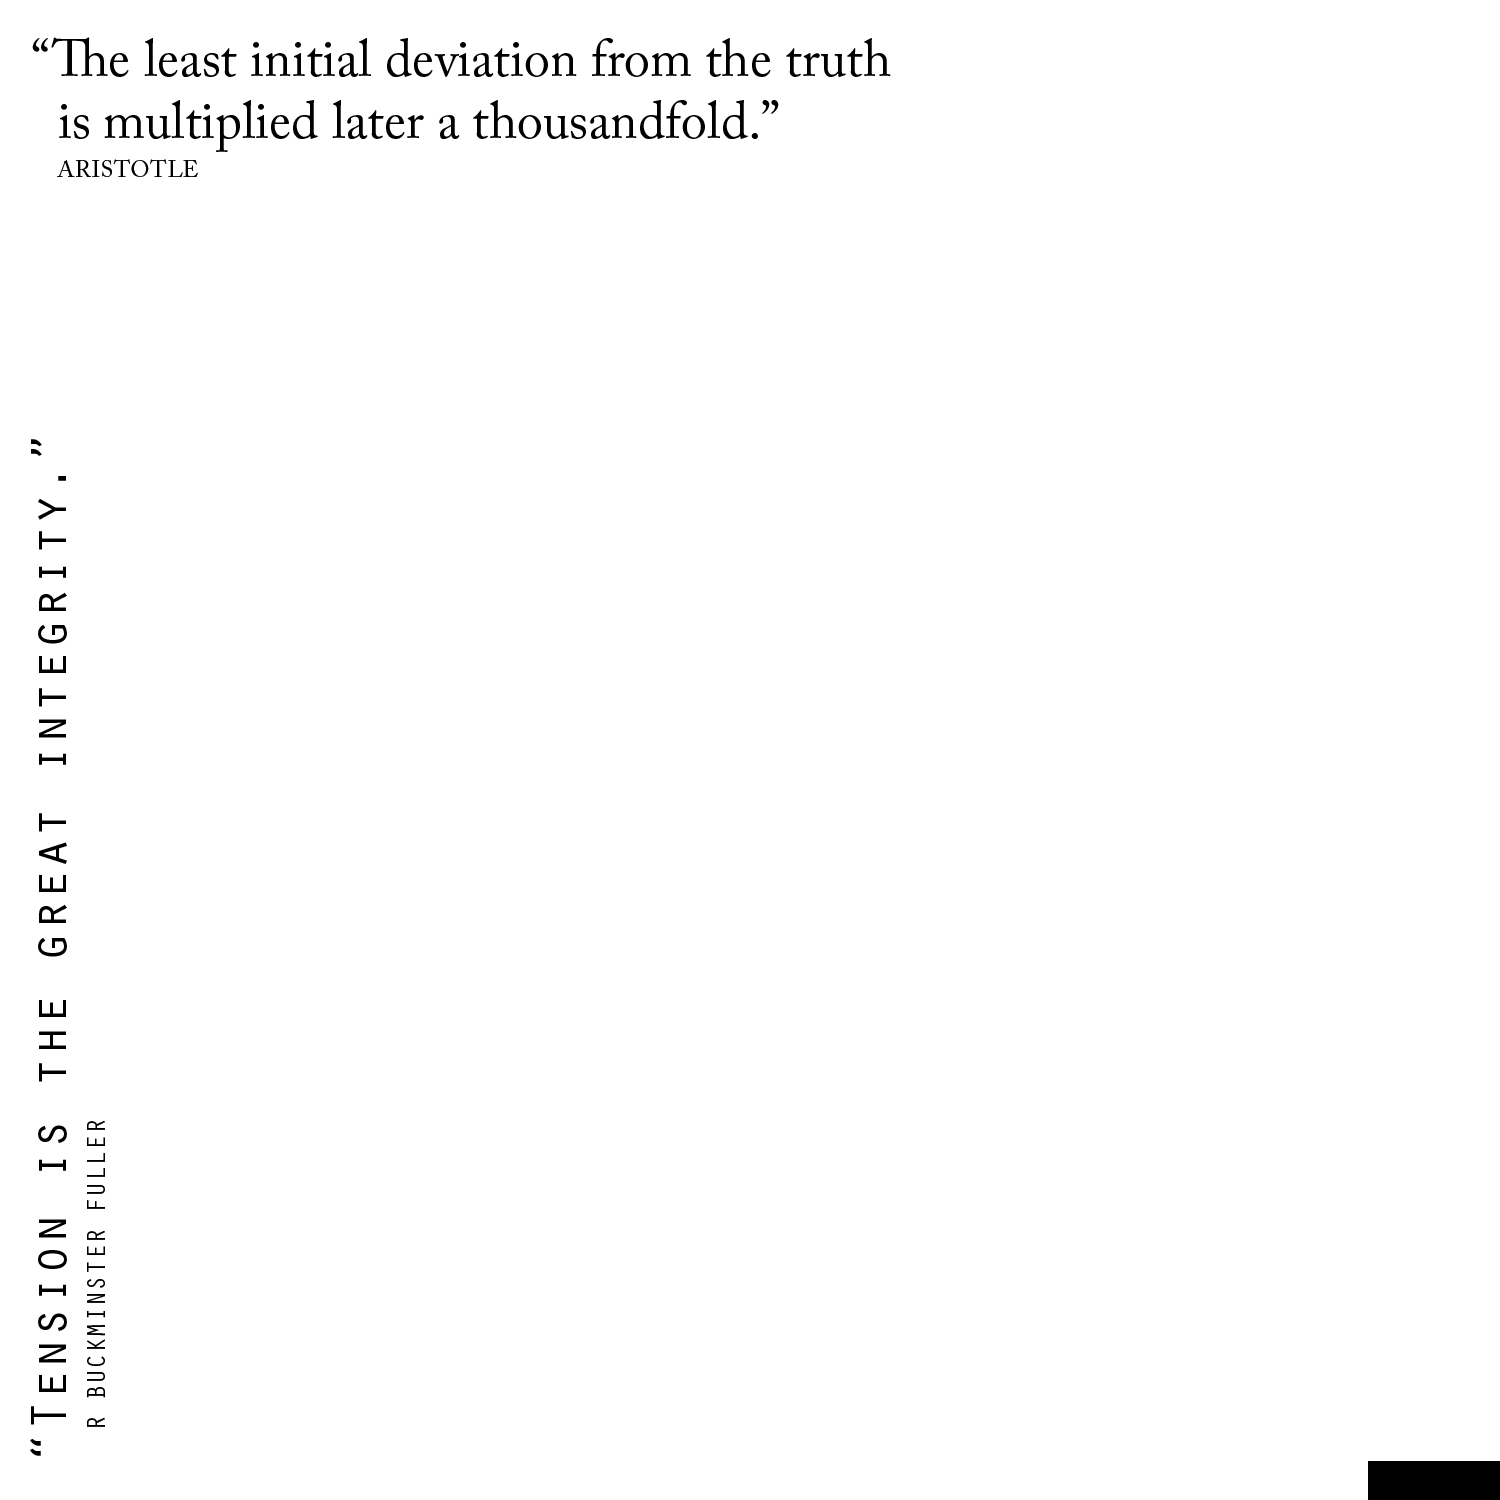 “The least initial deviation from the truth
is multiplied later a thousandfold.”
ARISTOTLE
“TENSION IS THE GREAT INTEGRITY.”
R BUCKMINSTER FULLER